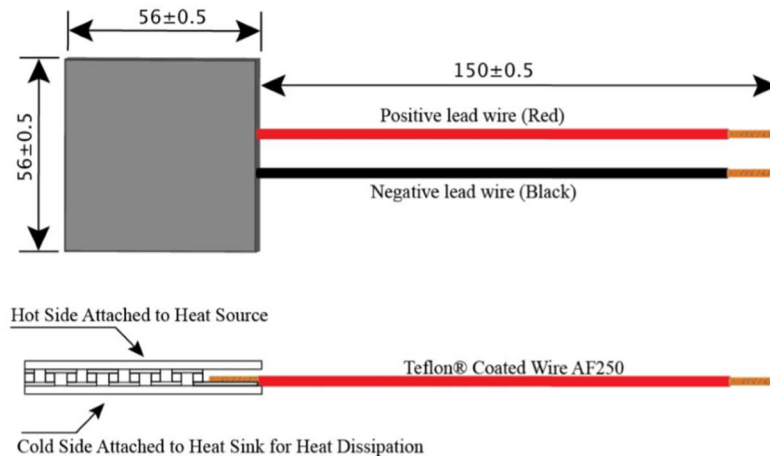 56±0.5
150±0.5
56±0.5
Positive lead wire (Red)
Negative lead wire (Black)
Hot Side Attached to Heat Source
Teflon® Coated Wire AF250
Cold Side Attached to Heat Sink for Heat Dissipation